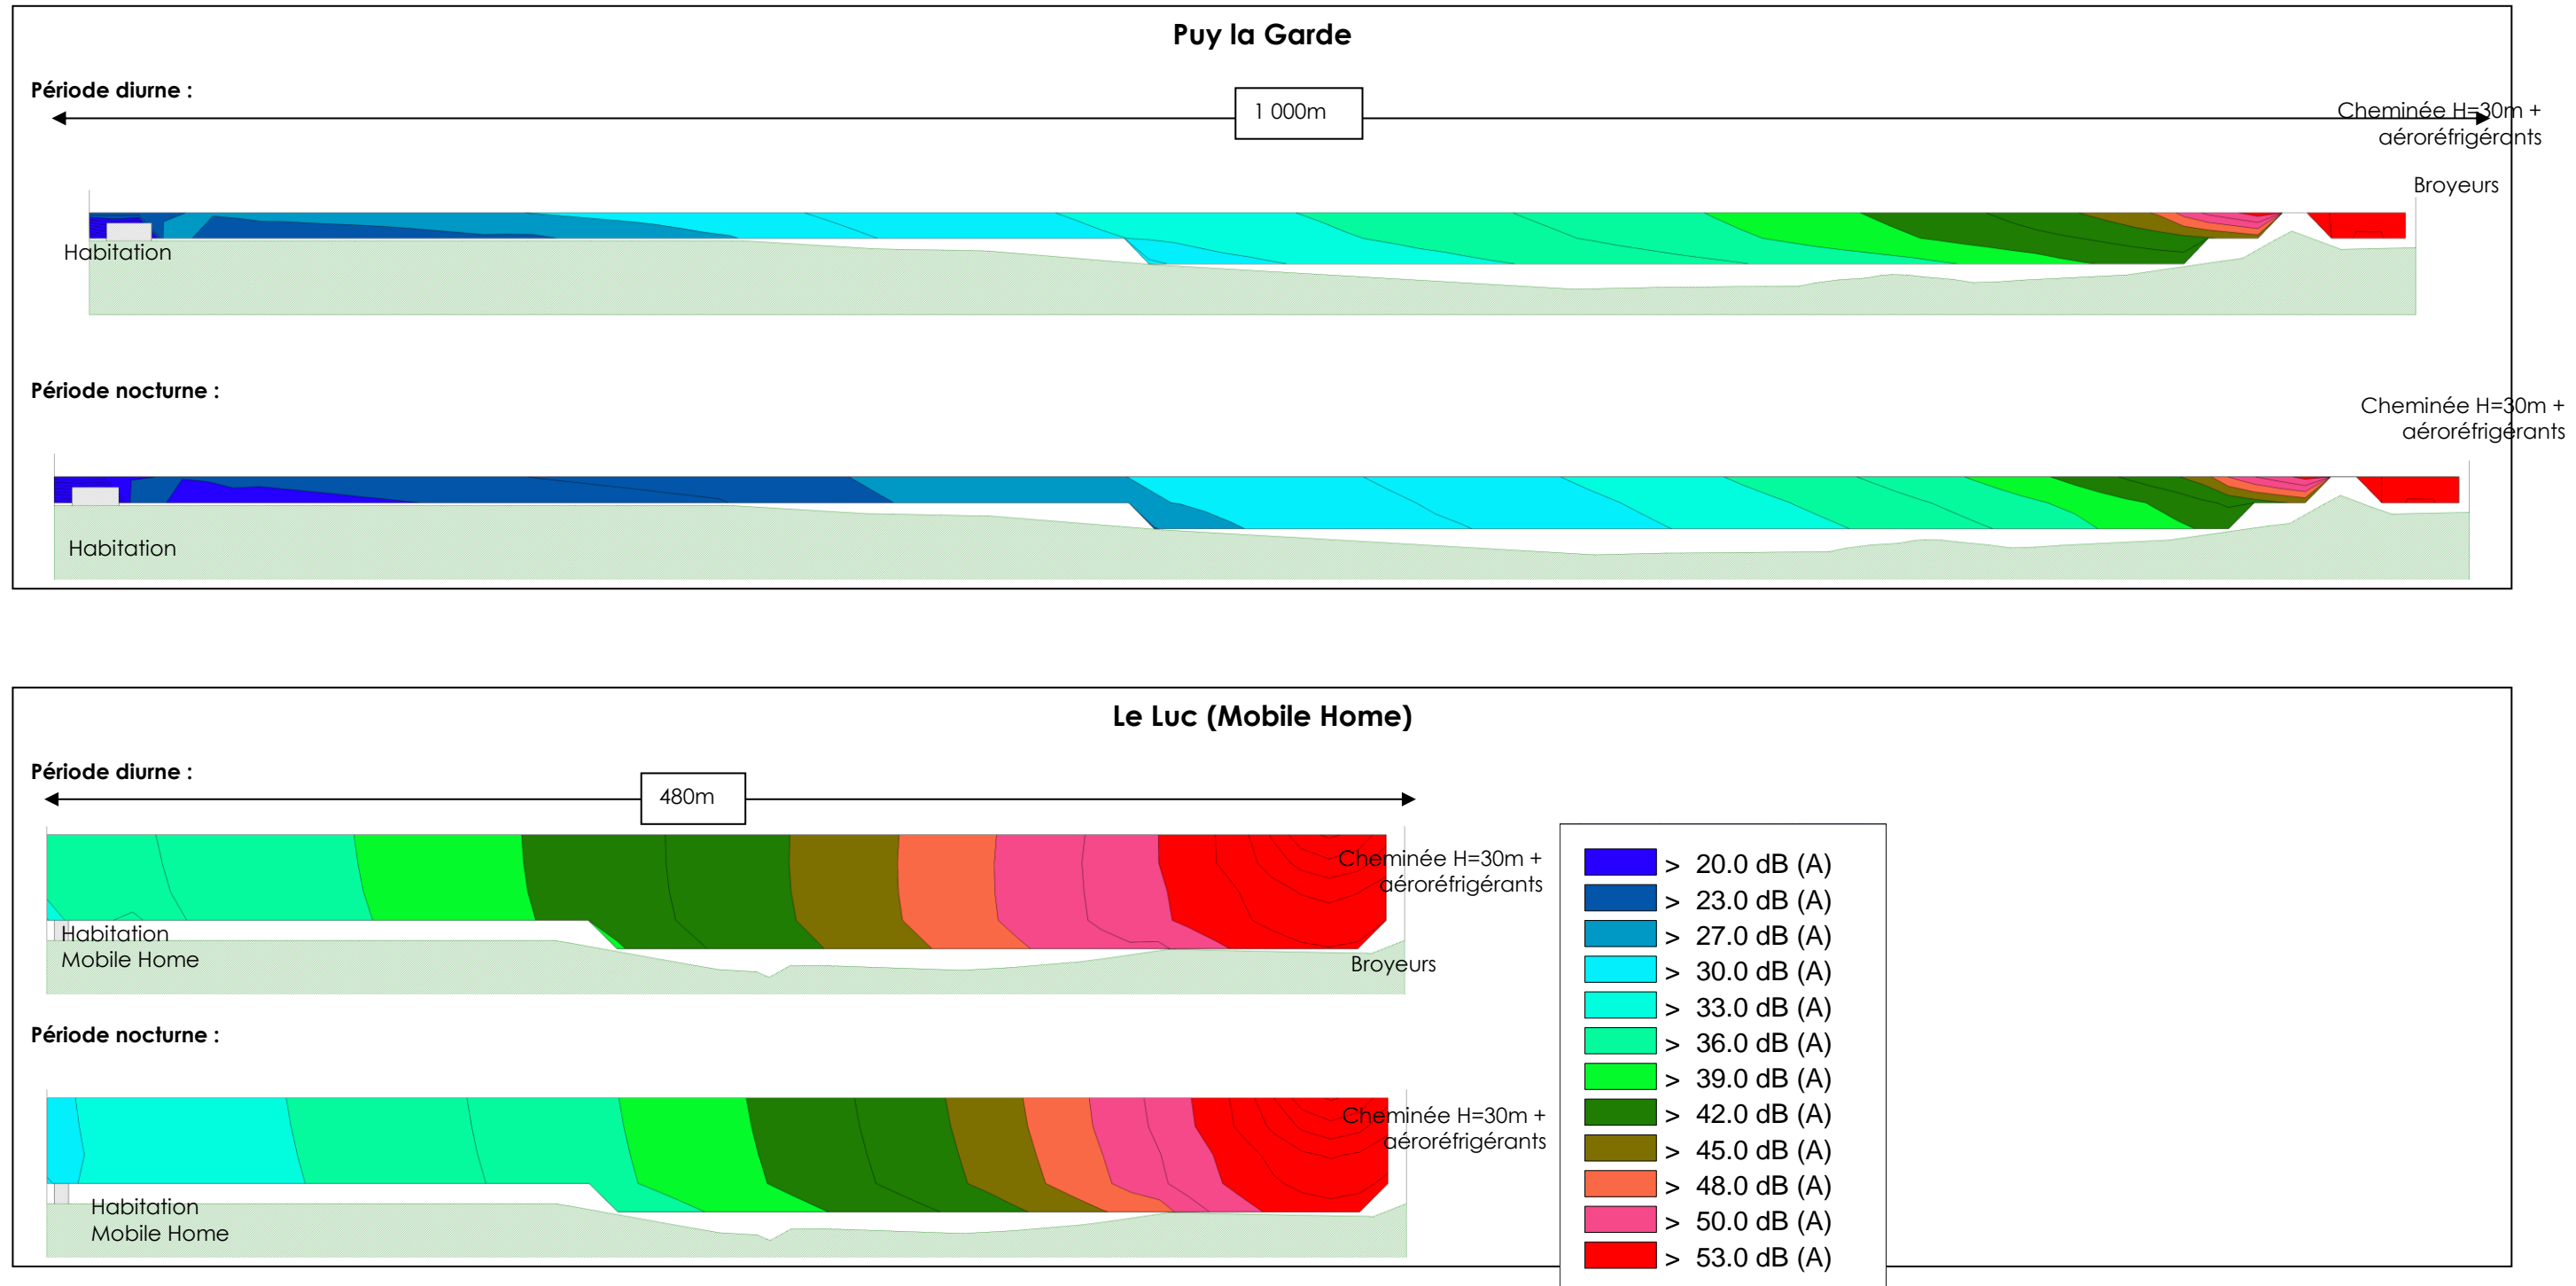 Puy la Garde
Période diurne :
1 000m
Cheminée H=30m +
aéroréfrigérants
Broyeurs
Habitation
Période nocturne :
Cheminée H=30m +
aéroréfrigérants
Habitation
Le Luc (Mobile Home)
Période diurne :
480m
Cheminée H=30m +
aéroréfrigérants
Habitation
Mobile Home
Broyeurs
Période nocturne :
Cheminée H=30m +
aéroréfrigérants
Habitation
Mobile Home
> 20.0 dB (A)
> 23.0 dB (A)
> 27.0 dB (A)
> 30.0 dB (A)
> 33.0 dB (A)
> 36.0 dB (A)
> 39.0 dB (A)
> 42.0 dB (A)
> 45.0 dB (A)
> 48.0 dB (A)
> 50.0 dB (A)
> 53.0 dB (A)